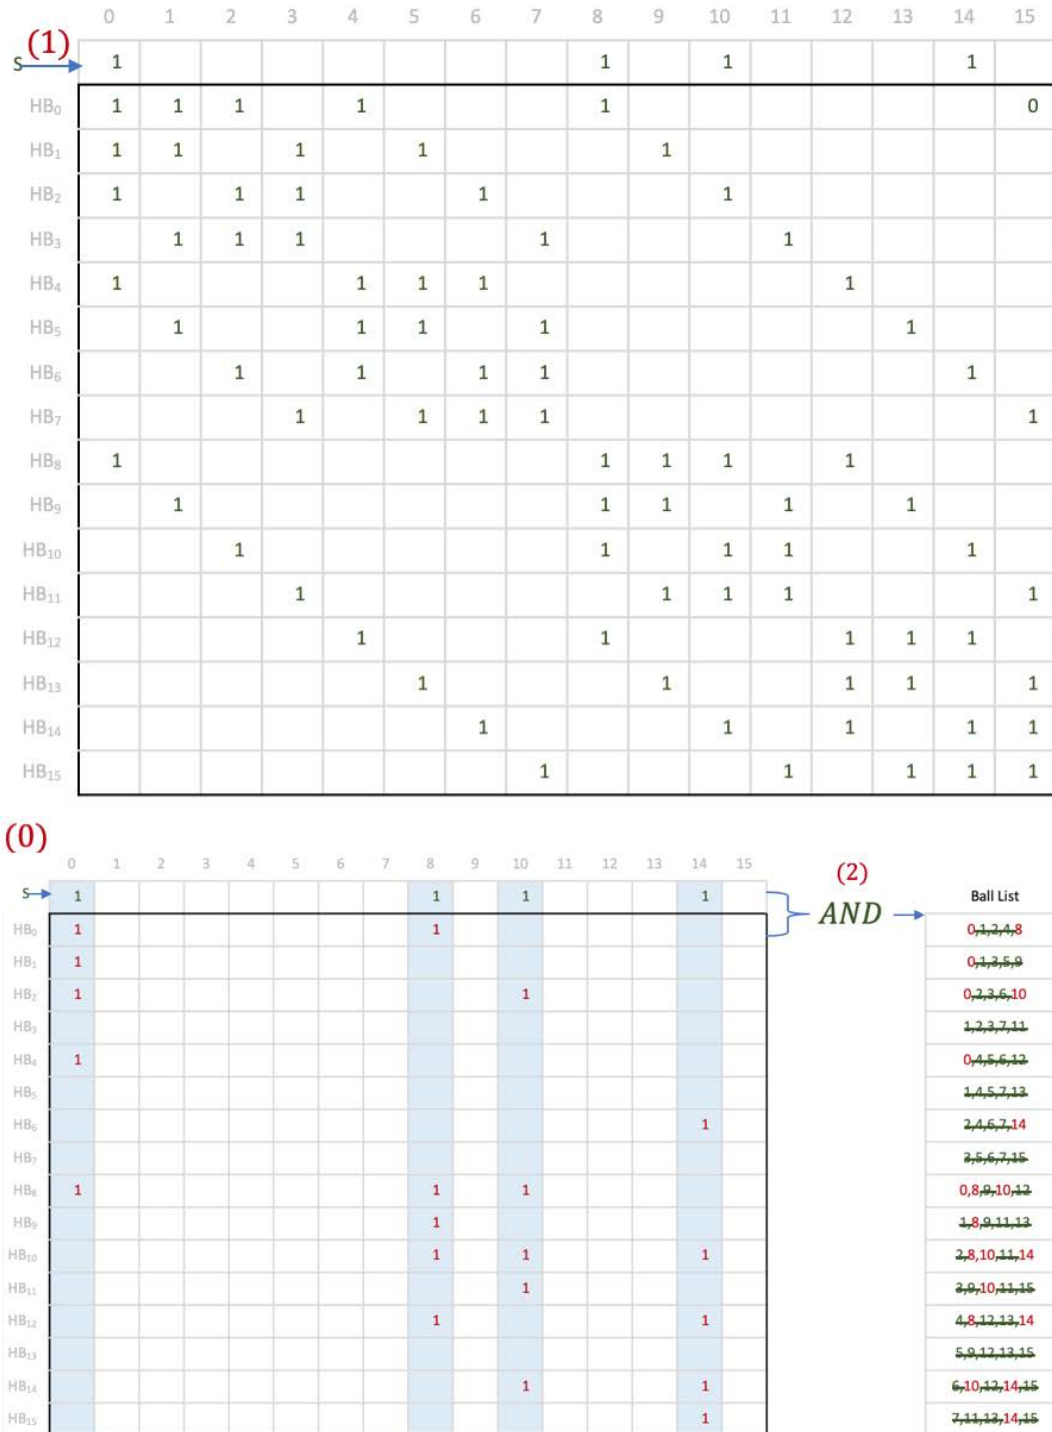 0 1 2 3 4 5 6 7 8 9 10 11 12 13 14 15
(1)
S 1 1 1 1
HB0 1 1 1 1 1 0
HB1 1 1 1 1 1
HB2 1 1 1 1 1
HB3 1 1 1 1 1
HB4 1 1 1 1 1
HB5 1 1 1 1 1
HB6 1 1 1 1 1
HB7 1 1 1 1 1
HB8 1 1 1 1 1
HB9 1 1 1 1 1
HB10 1 1 1 1 1
HB11 1 1 1 1 1
HB12 1 1 1 1 1
HB13 1 1 1 1 1
HB14 1 1 1 1 1
HB15 1 1 1 1 1
(0)
0 1 2 3 4 5 6 7 8 9 10 11 12 13 14 15
(2)
S 1 1 1 1 AND Ball List
HB0 1 1 0,1,2,4,8
HB1 1 0,1,3,5,9
HB2 1 1 0,2,3,6,10
HB3 1,2,3,7,11
HB4 1 0,4,5,6,12
HB5 1,4,5,7,13
HB6 1 2,4,6,7,14
HB7 3,5,6,7,15
HB8 1 1 1 0,8,9,10,12
HB9 1 1,8,9,11,13
HB10 1 1 1 2,8,10,11,14
HB11 1 3,9,10,11,15
HB12 1 1 4,8,12,13,14
HB13 5,9,12,13,15
HB14 1 1 6,10,12,14,15
HB15 1 7,11,13,14,15